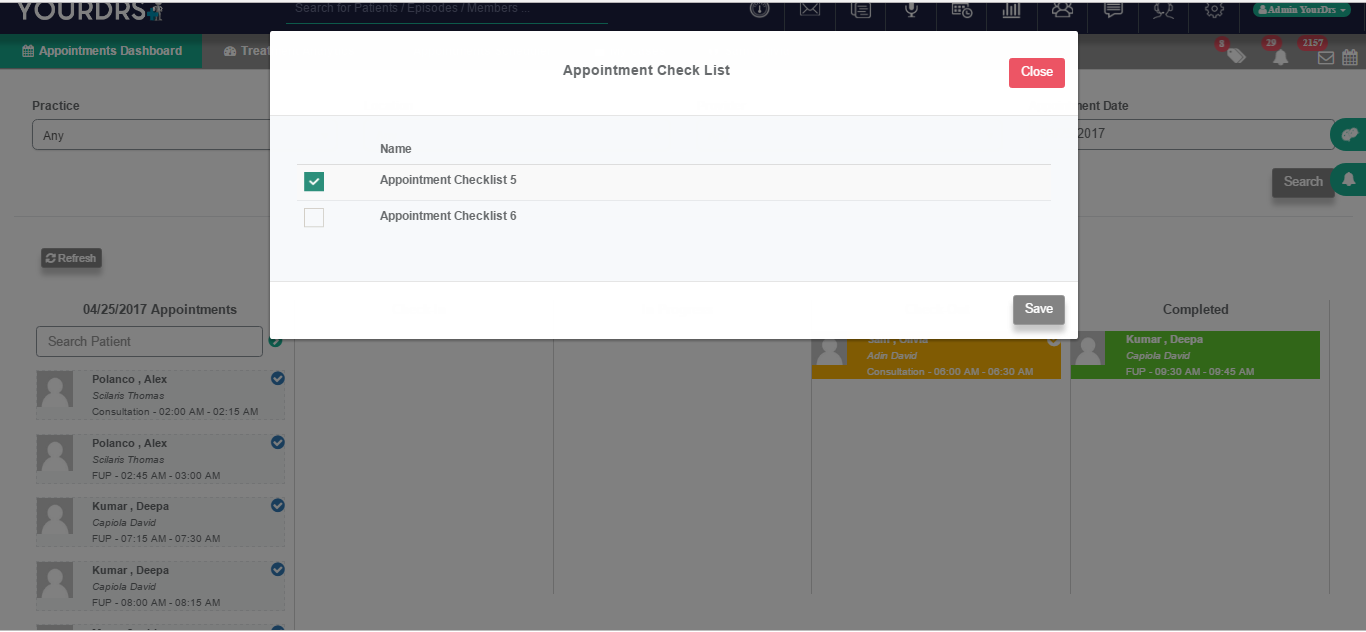 YOURDRS
Search for Patients / Episodes / Members ...
Admin YourDrs
Appointments Dashboard
8
29
2157
Appointment Check List
Close
Practice
Any
ment Date
2017
Name
Appointment Checklist 5
Appointment Checklist 6
Search
Refresh
Save
04/25/2017 Appointments
Completed
Search Patient
Adin David
Consultation - 06:00 AM - 06:30 AM
Kumar , Deepa
Capiola David
FUP - 09:30 AM - 09:45 AM
Polanco , Alex
Scilaris Thomas
Consultation - 02:00 AM - 02:15 AM
Polanco , Alex
Scilaris Thomas
FUP - 02:45 AM - 03:00 AM
Kumar , Deepa
Capiola David
FUP - 07:15 AM - 07:30 AM
Kumar , Deepa
Capiola David
FUP - 08:00 AM - 08:15 AM